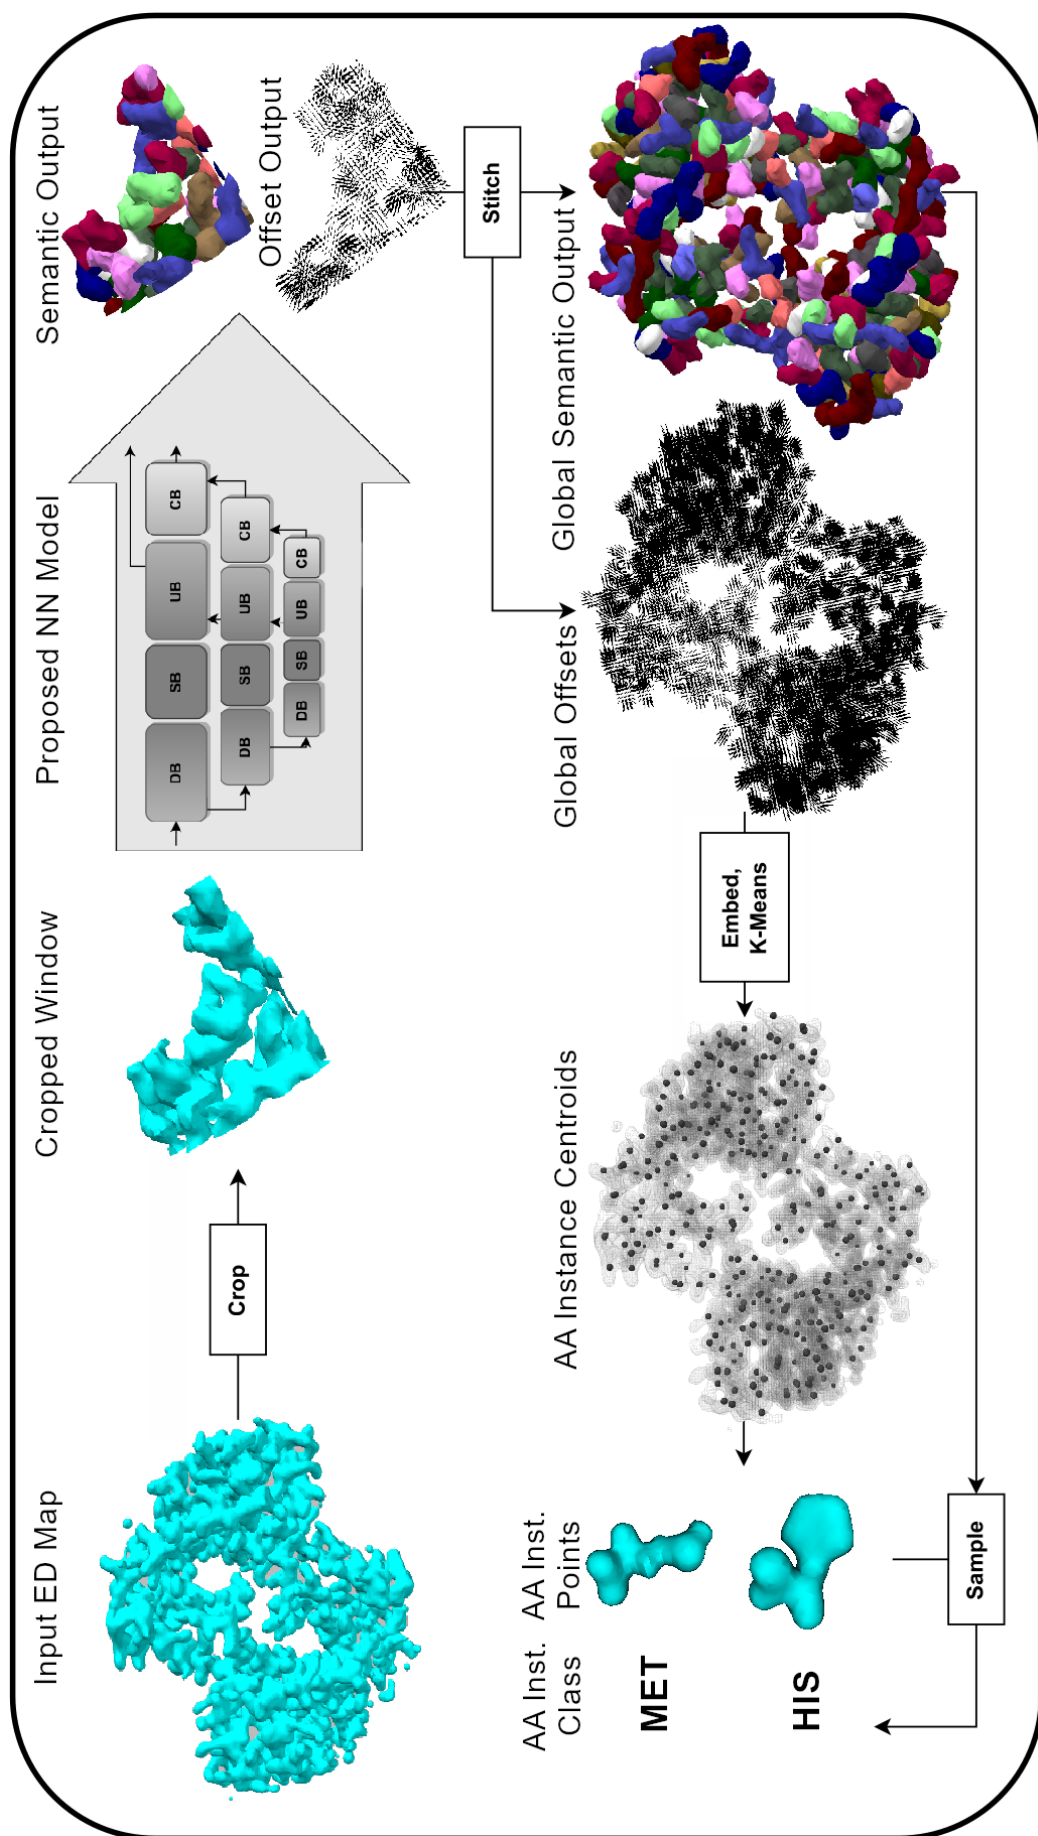 Input ED Map
Crop
Cropped Window
Proposed NN Model
DB
SB
UB
CB
DB
SB
UB
CB
DB
SB
UB
CB
Semantic Output
Offset Output
Stitch
Global Semantic Output
Global Offsets
Embed,
K-Means
AA Instance Centroids
AA Inst.
Points
AA Inst.
Class
MET
HIS
Sample